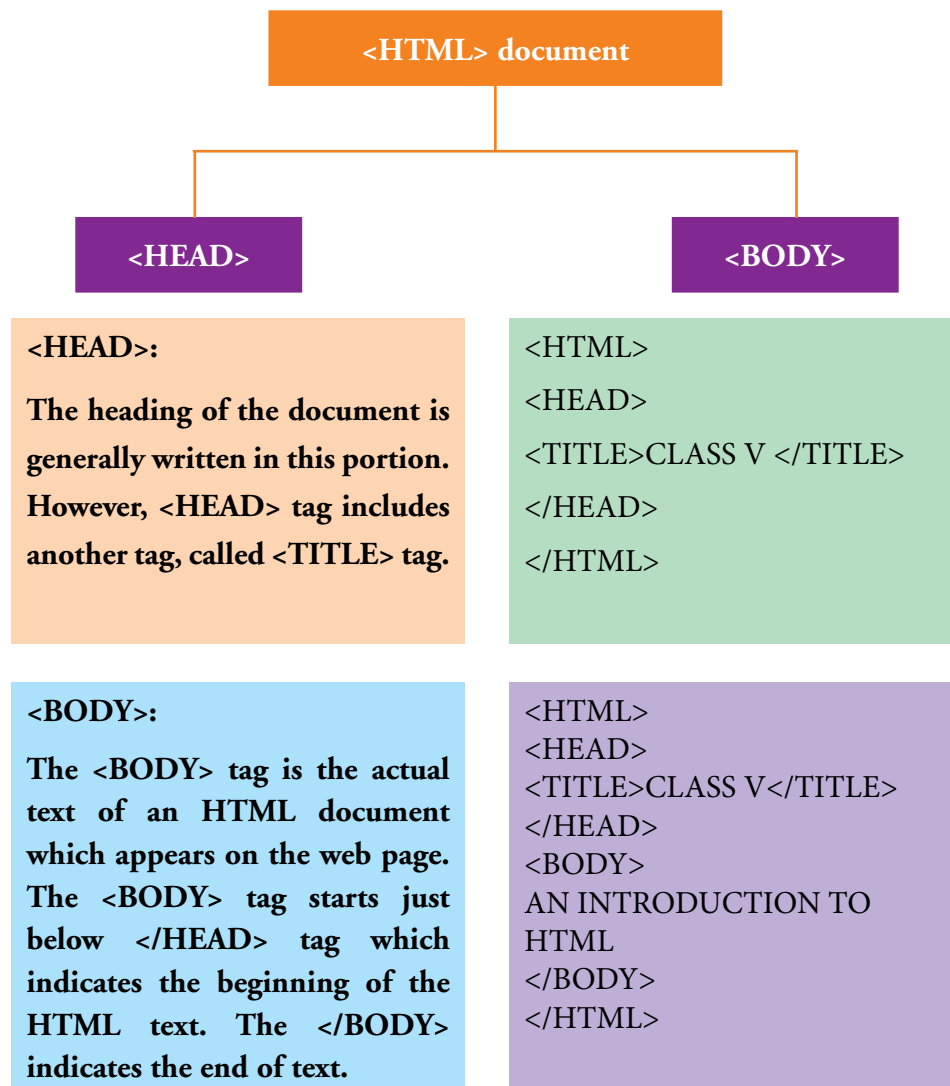 <HTML> document
<HEAD>
<BODY>
<HEAD>:
The heading of the document is
generally written in this portion.
However, <HEAD> tag includes
another tag, called <TITLE> tag.
<HTML>
<HEAD>
<TITLE>CLASS V </TITLE>
</HEAD>
</HTML>
<BODY>:
The <BODY> tag is the actual
text of an HTML document
which appears on the web page.
The <BODY> tag starts just
below </HEAD> tag which
indicates the beginning of the
HTML text. The </BODY>
indicates the end of text.
<HTML>
<HEAD>
<TITLE>CLASS V</TITLE>
</HEAD>
<BODY>
AN INTRODUCTION TO
HTML
</BODY>
</HTML>